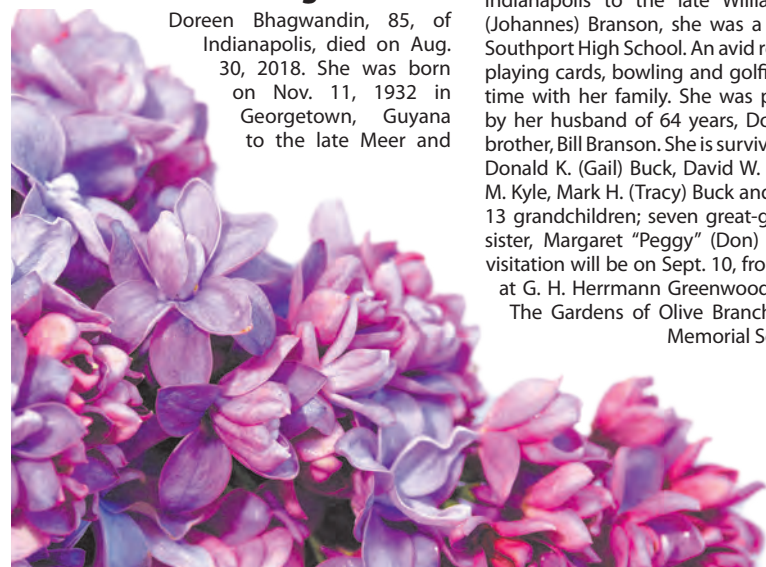 Doreen Bhagwandin, 85, of
Indianapolis, died on Aug.
30, 2018. She was born
on Nov. 11, 1932 in
Georgetown, Guyana
to the late Meer and
Indianapolis to the late
(Johannes) Branson, she was a
Southport High School. An avid
playing cards, bowling and
time with her family. She was
by her husband of 64 years,
brother, Bill Branson. She is
Donald K. (Gail) Buck, David W.
M. Kyle, Mark H. (Tracy) Buck and
13 grandchildren; seven
sister, Margaret “Peggy” (Don)
visitation will be on Sept. 10,
at G. H. Herrmann Greenwood
The Gardens of Olive Branch
Memorial